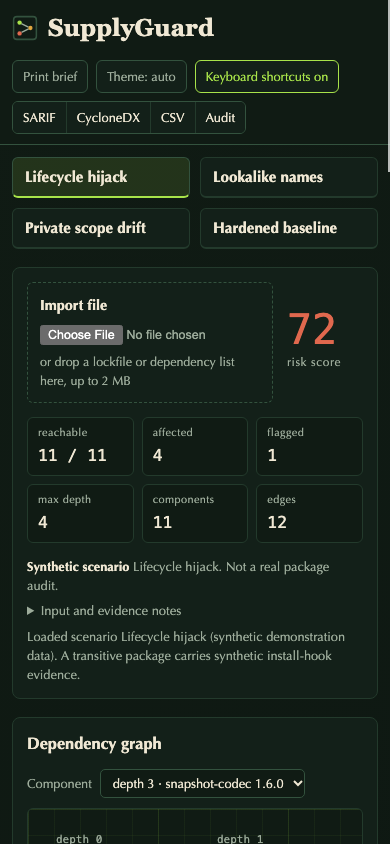 SupplyGuard
Print brief
Theme: auto
Keyboard shortcuts on
SARIF
CycloneDX
CSV
Audit
Lifecycle hijack
Lookalike names
Private scope drift
Hardened baseline
Import file
Choose File No file chosen
or drop a lockfile or dependency list
here, up to 2 MB
72
risk score
reachable
11 / 11
affected
4
flagged
1
max depth
4
components
11
edges
12
Synthetic scenario Lifecycle hijack. Not a real package
audit.
Input and evidence notes
Loaded scenario Lifecycle hijack (synthetic demonstration
data). A transitive package carries synthetic install-hook
evidence.
Dependency graph
Component
depth 3 · snapshot-codec 1.6.0
depth 0
depth 1